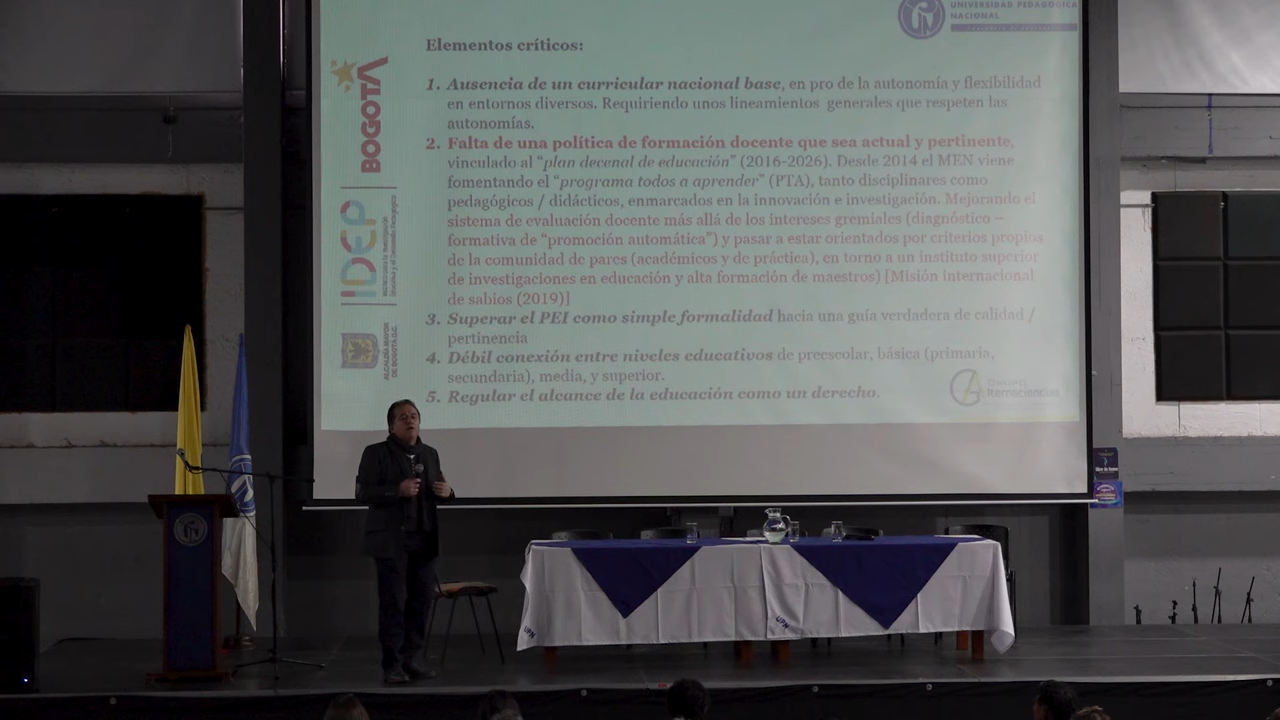 UNIVERSIDAD PEDAGÓGICA
NACIONAL
Elementos críticos:
1. Ausencia de un curricular nacional base, en pro de la autonomía y flexibilidad
en entornos diversos. Requiriendo unos lineamientos generales que respeten las
autonomías.
2. Falta de una política de formación docente que sea actual y pertinente,
vinculado al "plan decenal de educación" (2016-2026). Desde 2014 el MEN viene
fomentando el "programa todos a aprender" (PTA), tanto disciplinares como
pedagógicos / didácticos, enmarcados en la innovación e investigación. Mejorando el
sistema de evaluación docente más allá de los intereses gremiales (diagnóstico –
formativa de "promoción automática") y pasar a estar orientados por criterios propios
de la comunidad de pares (académicos y de práctica), en torno a un instituto superior
de investigaciones en educación y alta formación de maestros) [Misión internacional
de sabios (2019)]
3. Superar el PEI como simple formalidad hacia una guía verdadera de calidad /
pertinencia
4. Débil conexión entre niveles educativos de preescolar, básica (primaria,
secundaria), media, y superior.
5. Regular el alcance de la educación como un derecho.
BOGOTÁ
IDEP
ALCALDÍA MAYOR
DE BOGOTÁ D.C.
GRUPO
Remociencias
UPN
UPN